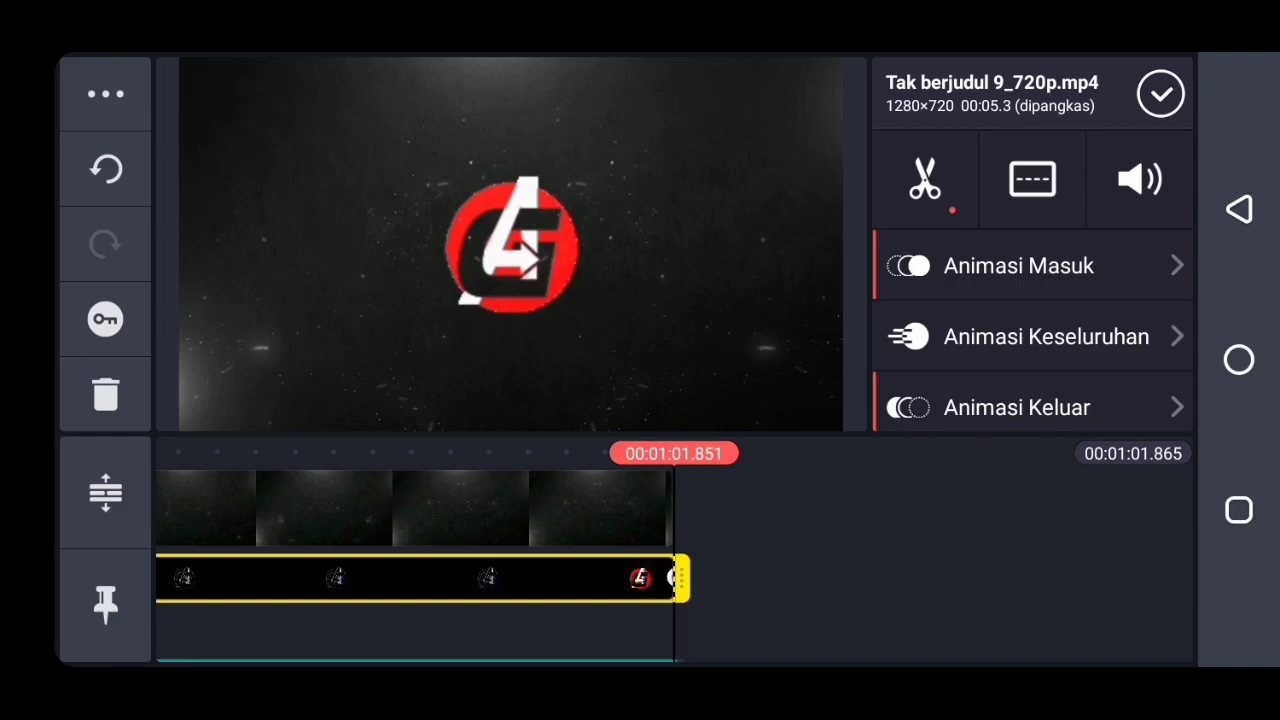 Tak berjudul 9_720p.mp4
1280×720 00:05.3 (dipangkas)
Animasi Masuk
Animasi Keseluruhan
Animasi Keluar
00:01:01.851
00:01:01.865